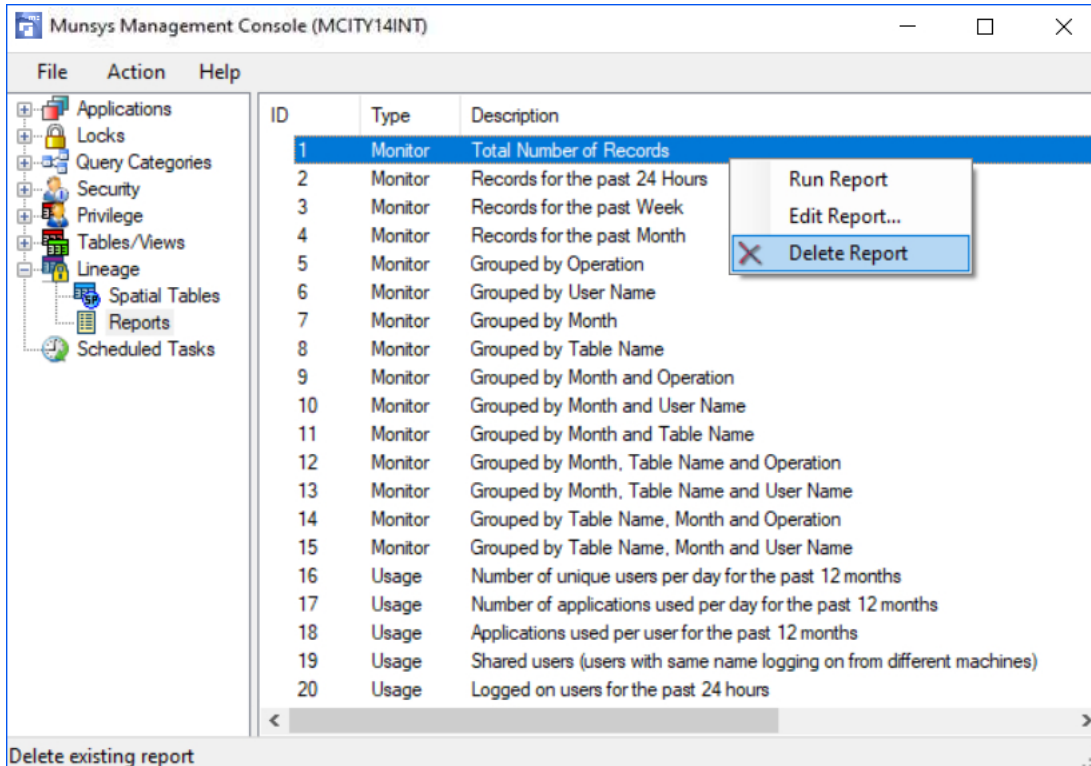 Munsys Management Console (MCITY14INT)
File Action Help
Applications
Locks
Query Categories
Security
Privilege
Tables/Views
Lineage
Spatial Tables
Reports
Scheduled Tasks
ID Type Description
1 Monitor Total Number of Records
2 Monitor Records for the past 24 Hours
3 Monitor Records for the past Week
4 Monitor Records for the past Month
5 Monitor Grouped by Operation
6 Monitor Grouped by User Name
7 Monitor Grouped by Month
8 Monitor Grouped by Table Name
9 Monitor Grouped by Month and Operation
10 Monitor Grouped by Month and User Name
11 Monitor Grouped by Month and Table Name
12 Monitor Grouped by Month, Table Name and Operation
13 Monitor Grouped by Month, Table Name and User Name
14 Monitor Grouped by Table Name, Month and Operation
15 Monitor Grouped by Table Name, Month and User Name
16 Usage Number of unique users per day for the past 12 months
17 Usage Number of applications used per day for the past 12 months
18 Usage Applications used per user for the past 12 months
19 Usage Shared users (users with same name logging on from different machines)
20 Usage Logged on users for the past 24 hours
Run Report
Edit Report...
Delete Report
Delete existing report